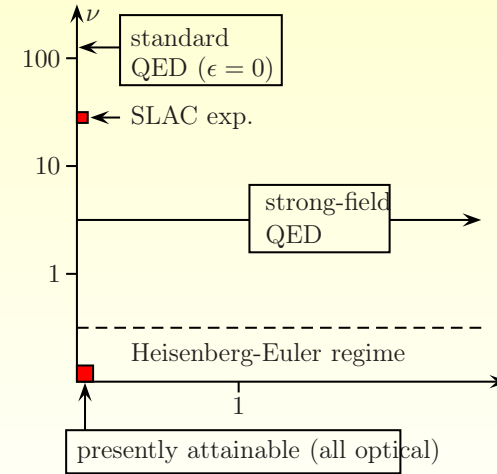 ν
standard
QED (ϵ = 0)
100
SLAC exp.
10
strong-field
QED
1
Heisenberg-Euler regime
1
presently attainable (all optical)